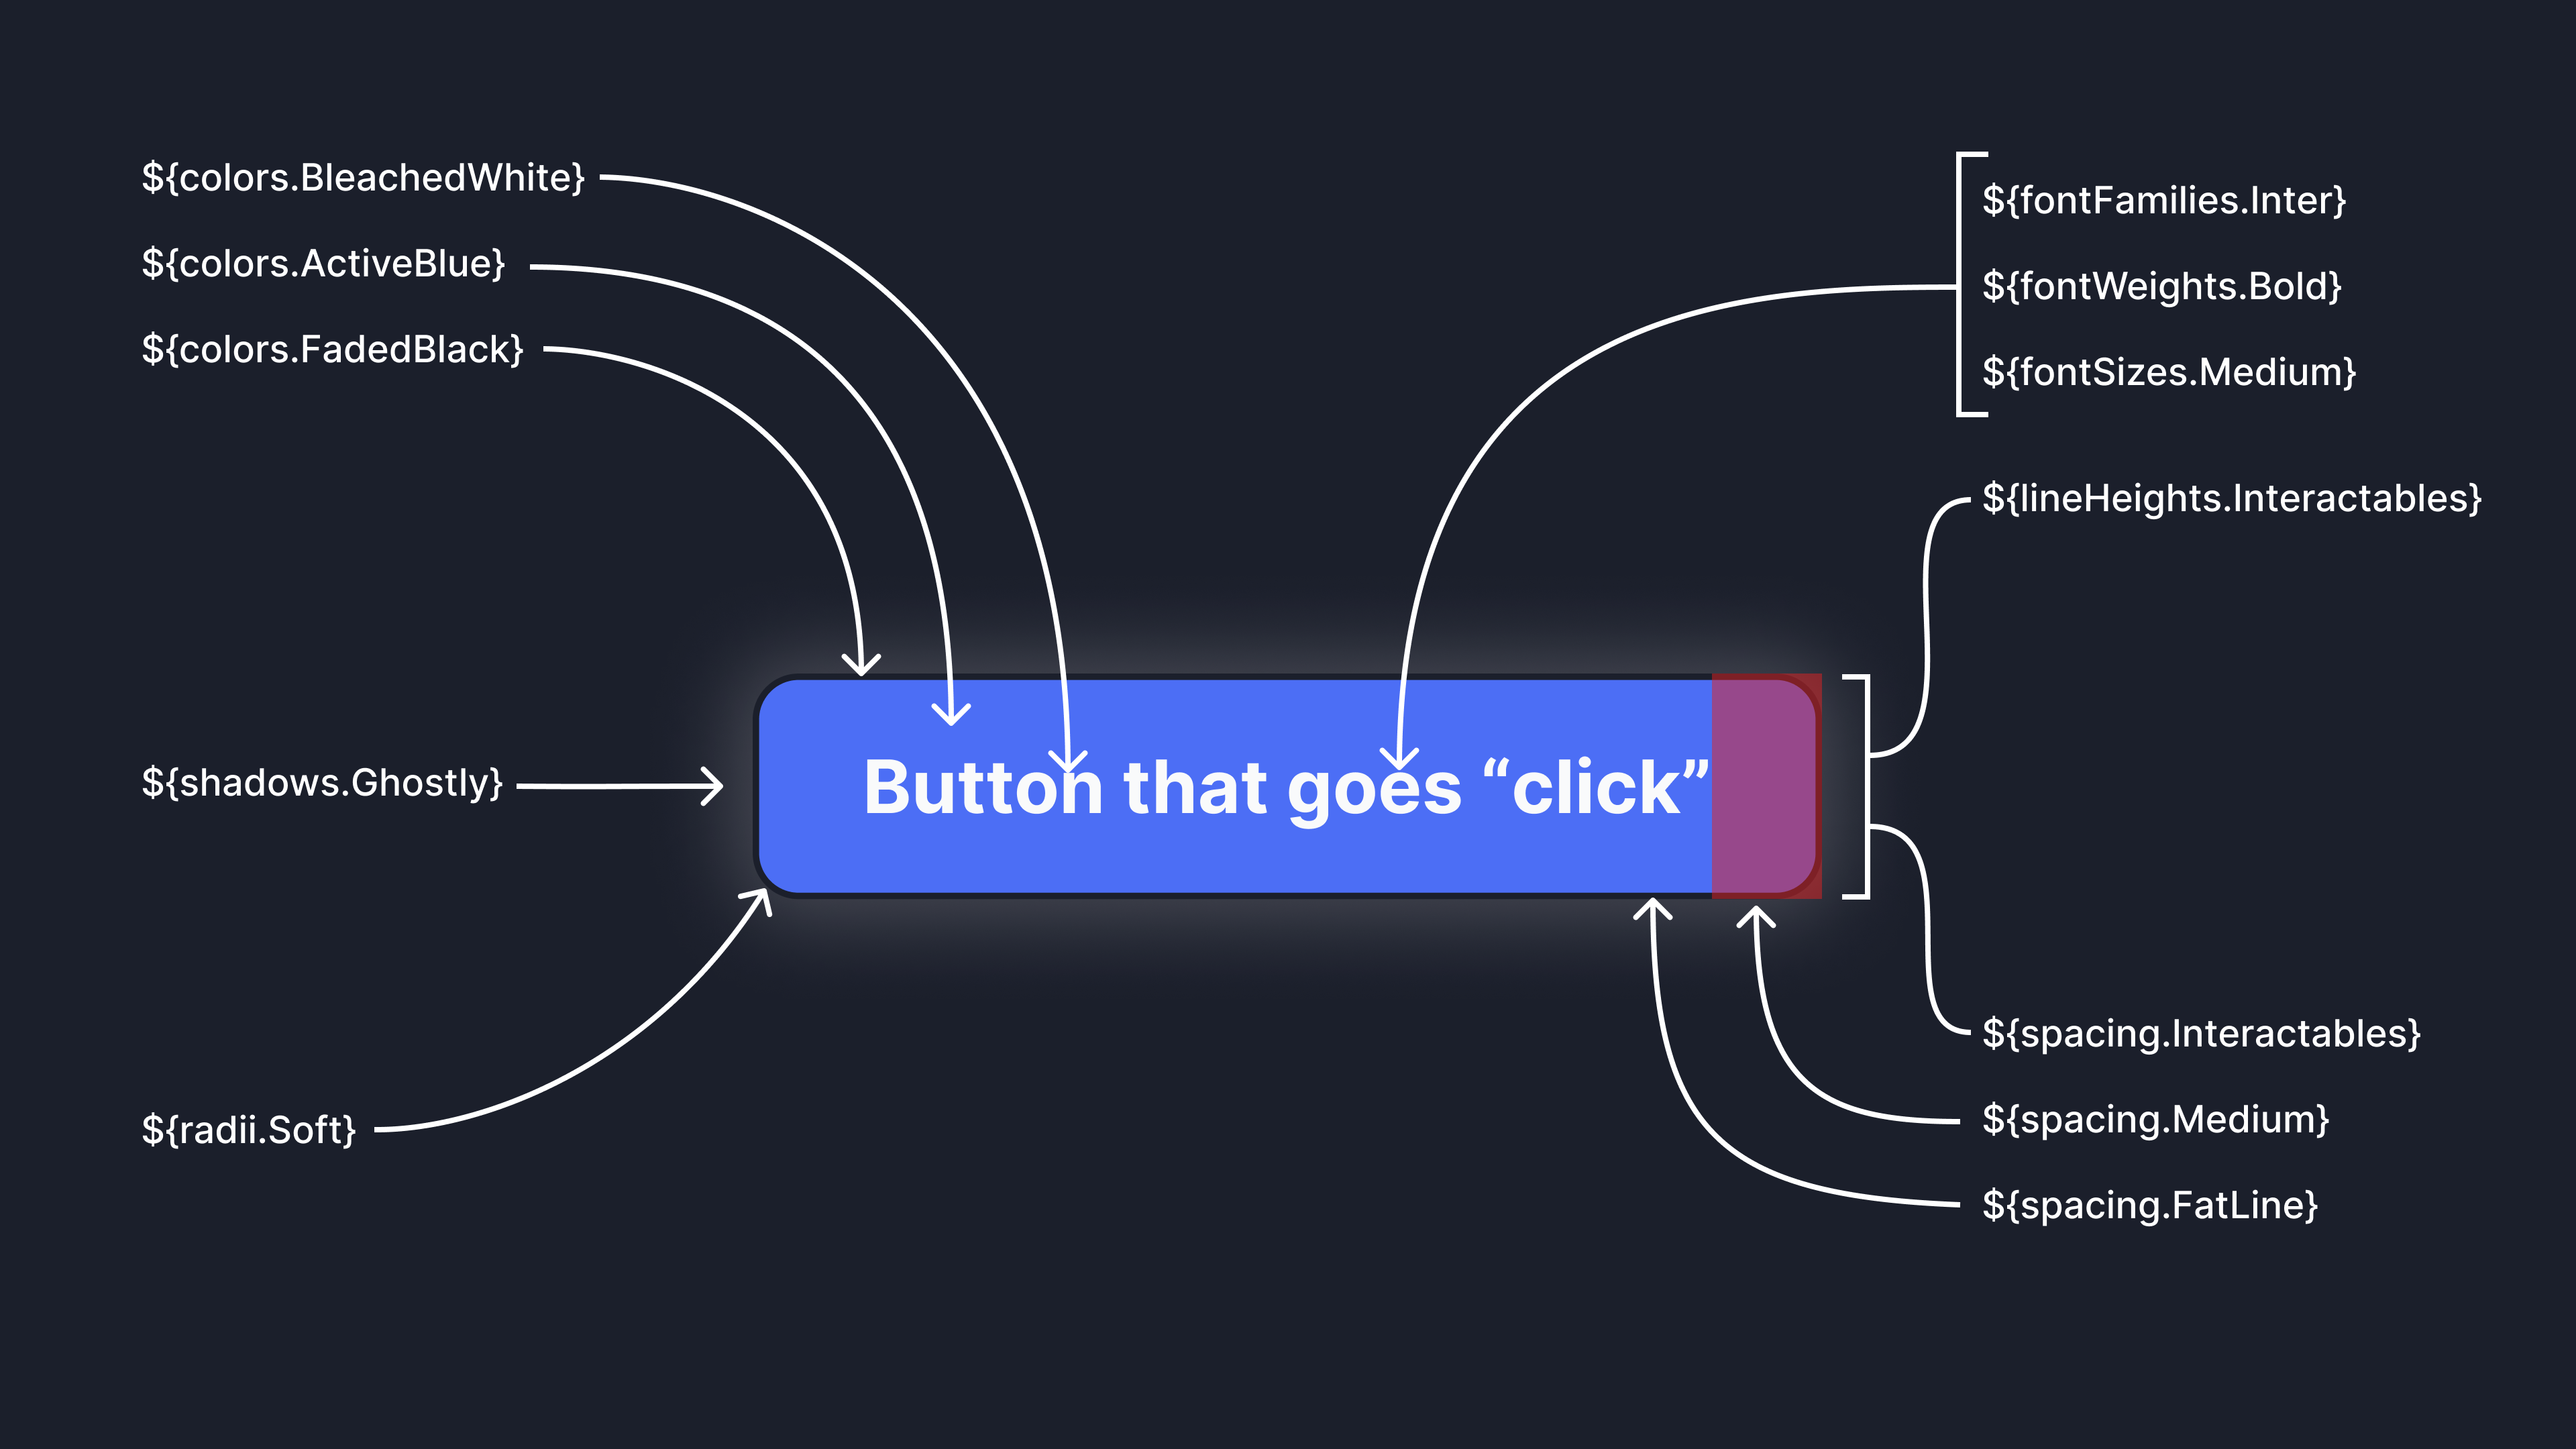 ${colors.BleachedWhite}
${colors.ActiveBlue}
${colors.FadedBlack}
${fontFamilies.Inter}
${fontWeights.Bold}
${fontSizes.Medium}
${lineHeights.Interactables}
${shadows.Ghostly}
Button that goes “click”
${radii.Soft}
${spacing.Interactables}
${spacing.Medium}
${spacing.FatLine}